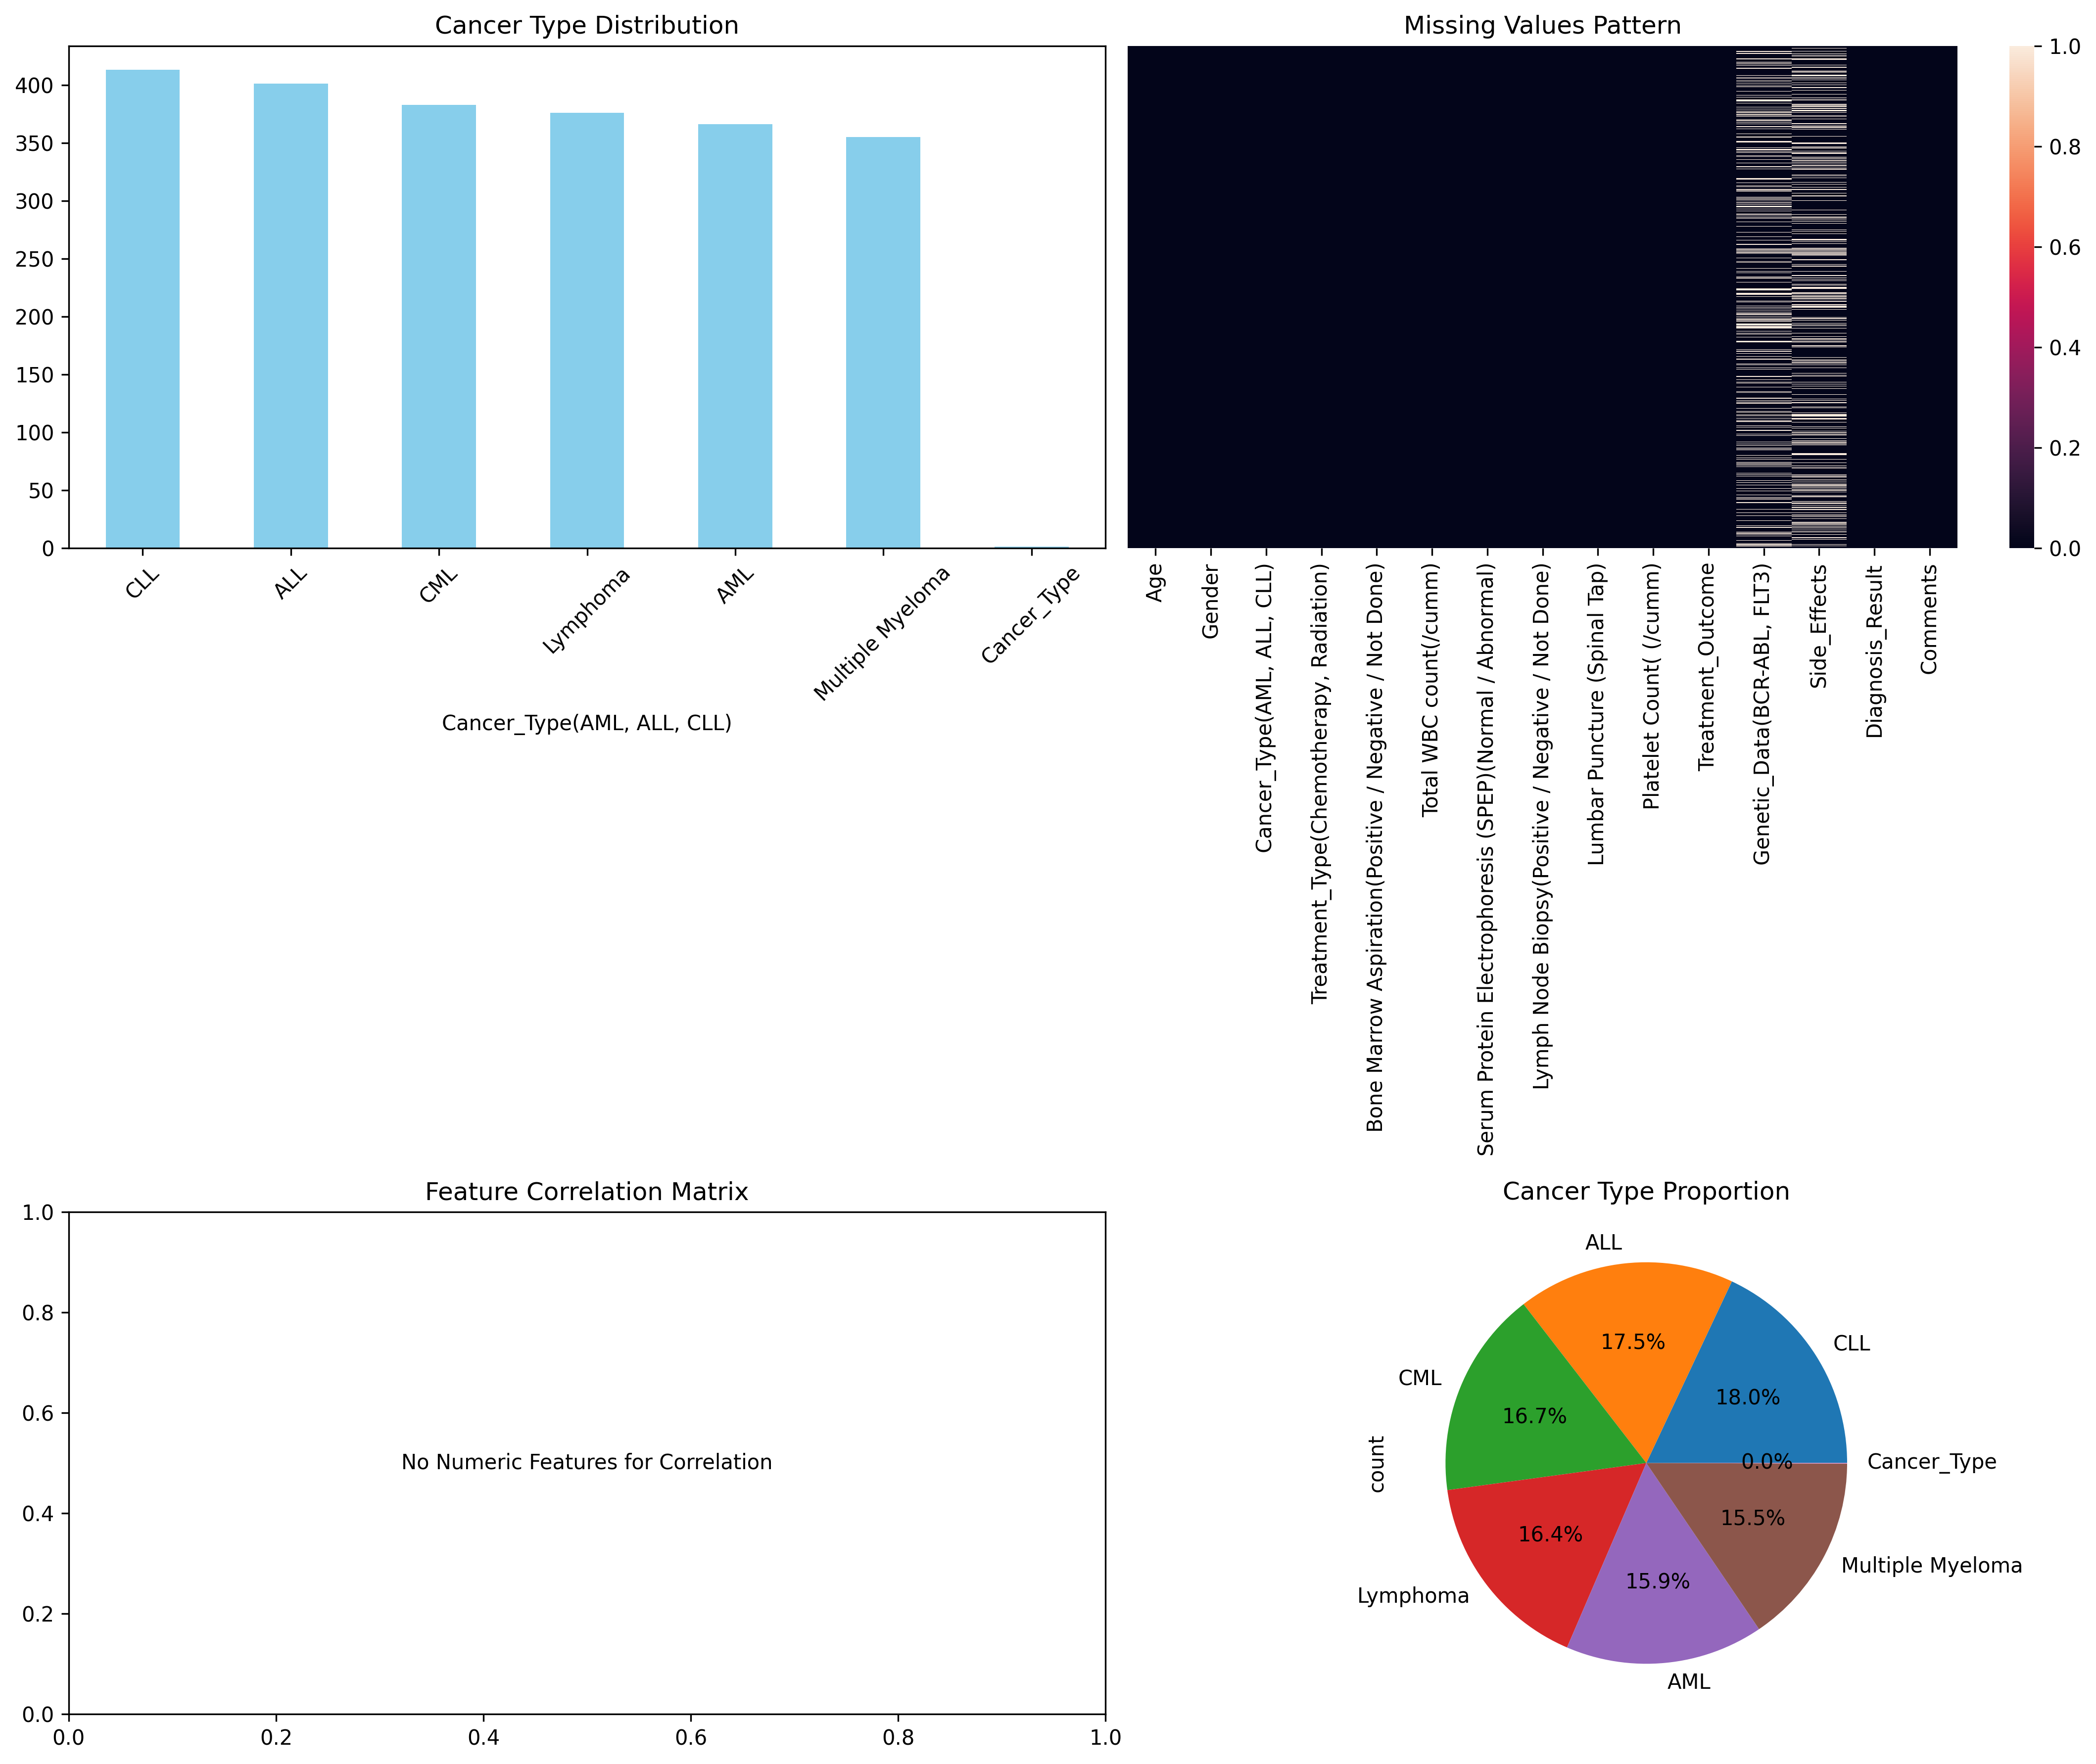 Cancer Type Distribution
400
350
300
250
200
150
100
50
0
CLL
ALL
CML
Lymphoma
AML
Multiple Myeloma
Cancer_Type
Cancer_Type(AML, ALL, CLL)
Missing Values Pattern
1.0
0.8
0.6
0.4
0.2
0.0
Age
Gender
Cancer_Type(AML, ALL, CLL)
Treatment_Type(Chemotherapy, Radiation)
Bone Marrow Aspiration(Positive / Negative / Not Done)
Total WBC count(/cumm)
Serum Protein Electrophoresis (SPEP)(Normal / Abnormal)
Lymph Node Biopsy(Positive / Negative / Not Done)
Lumbar Puncture (Spinal Tap)
Platelet Count( (/cumm)
Treatment_Outcome
Genetic_Data(BCR-ABL, FLT3)
Side_Effects
Diagnosis_Result
Comments
Feature Correlation Matrix
1.0
0.8
0.6
0.4
0.2
0.0
No Numeric Features for Correlation
0.0
0.2
0.4
0.6
0.8
1.0
Cancer Type Proportion
count
ALL
17.5%
CLL
18.0%
CML
16.7%
Cancer_Type
0.0%
Lymphoma
16.4%
AML
15.9%
Multiple Myeloma
15.5%